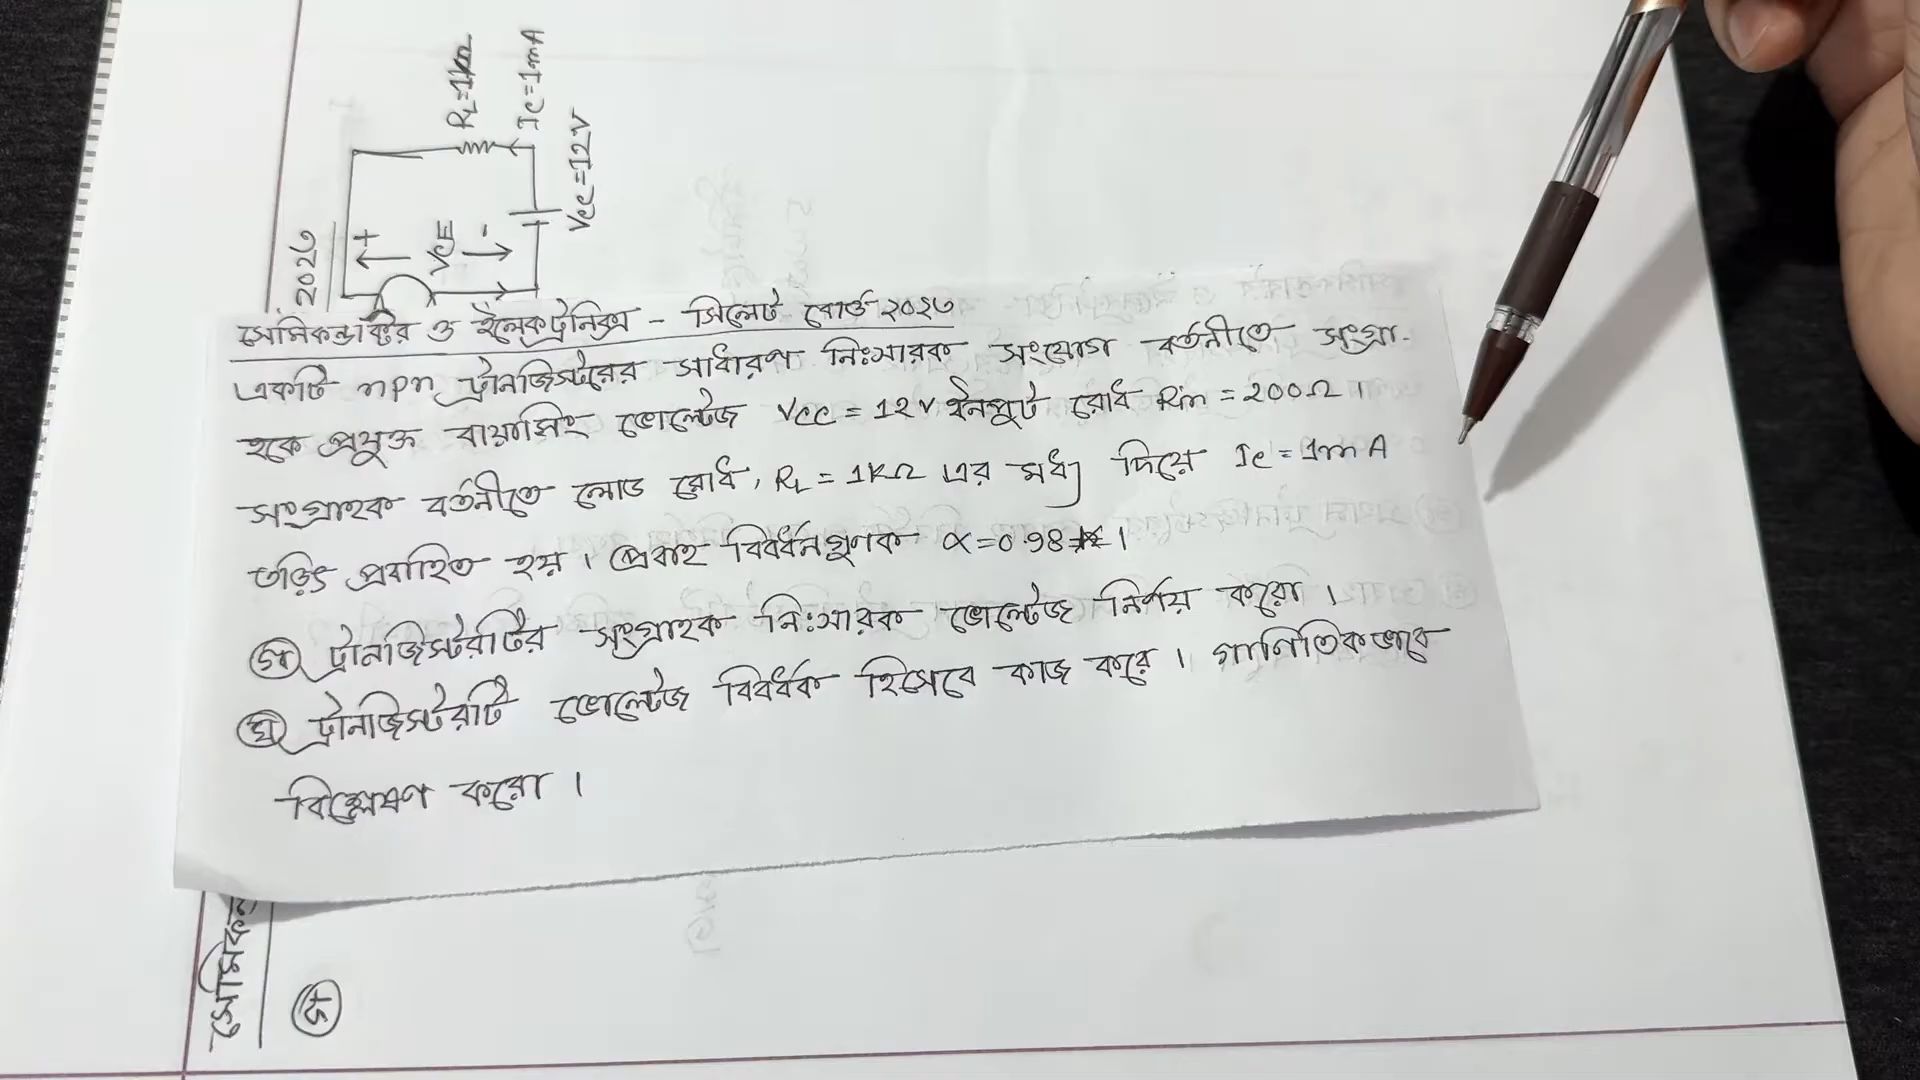 2026
RL=1kΩ
IC=1mA
VCE
+
-
VCC=12V
সেমিকন্ডাক্টর ও ইলেকট্রনিক্স - সিলেট বোর্ড ২০২৬
একটি npn ট্রানজিস্টরের সাধারণ নিঃসারক সংযোগ বর্তনীতে সংগ্রা-
হকে প্রযুক্ত বায়াসিং ভোল্টেজ Vcc = 12V ইনপুট রোধ Rin = 200Ω ।
সংগ্রাহক বর্তনীতে লোড রোধ, RL = 1KΩ এর মধ্য দিয়ে Ic = 1mA
তড়িৎ প্রবাহিত হয় । প্রবাহ বিবর্ধন গুণক α=0.98 ।
গ ট্রানজিস্টরটির সংগ্রাহক নিঃসারক ভোল্টেজ নির্ণয় করো ।
ঘ ট্রানজিস্টরটি ভোল্টেজ বিবর্ধক হিসেবে কাজ করে । গাণিতিকভাবে
বিশ্লেষণ করো ।
গ